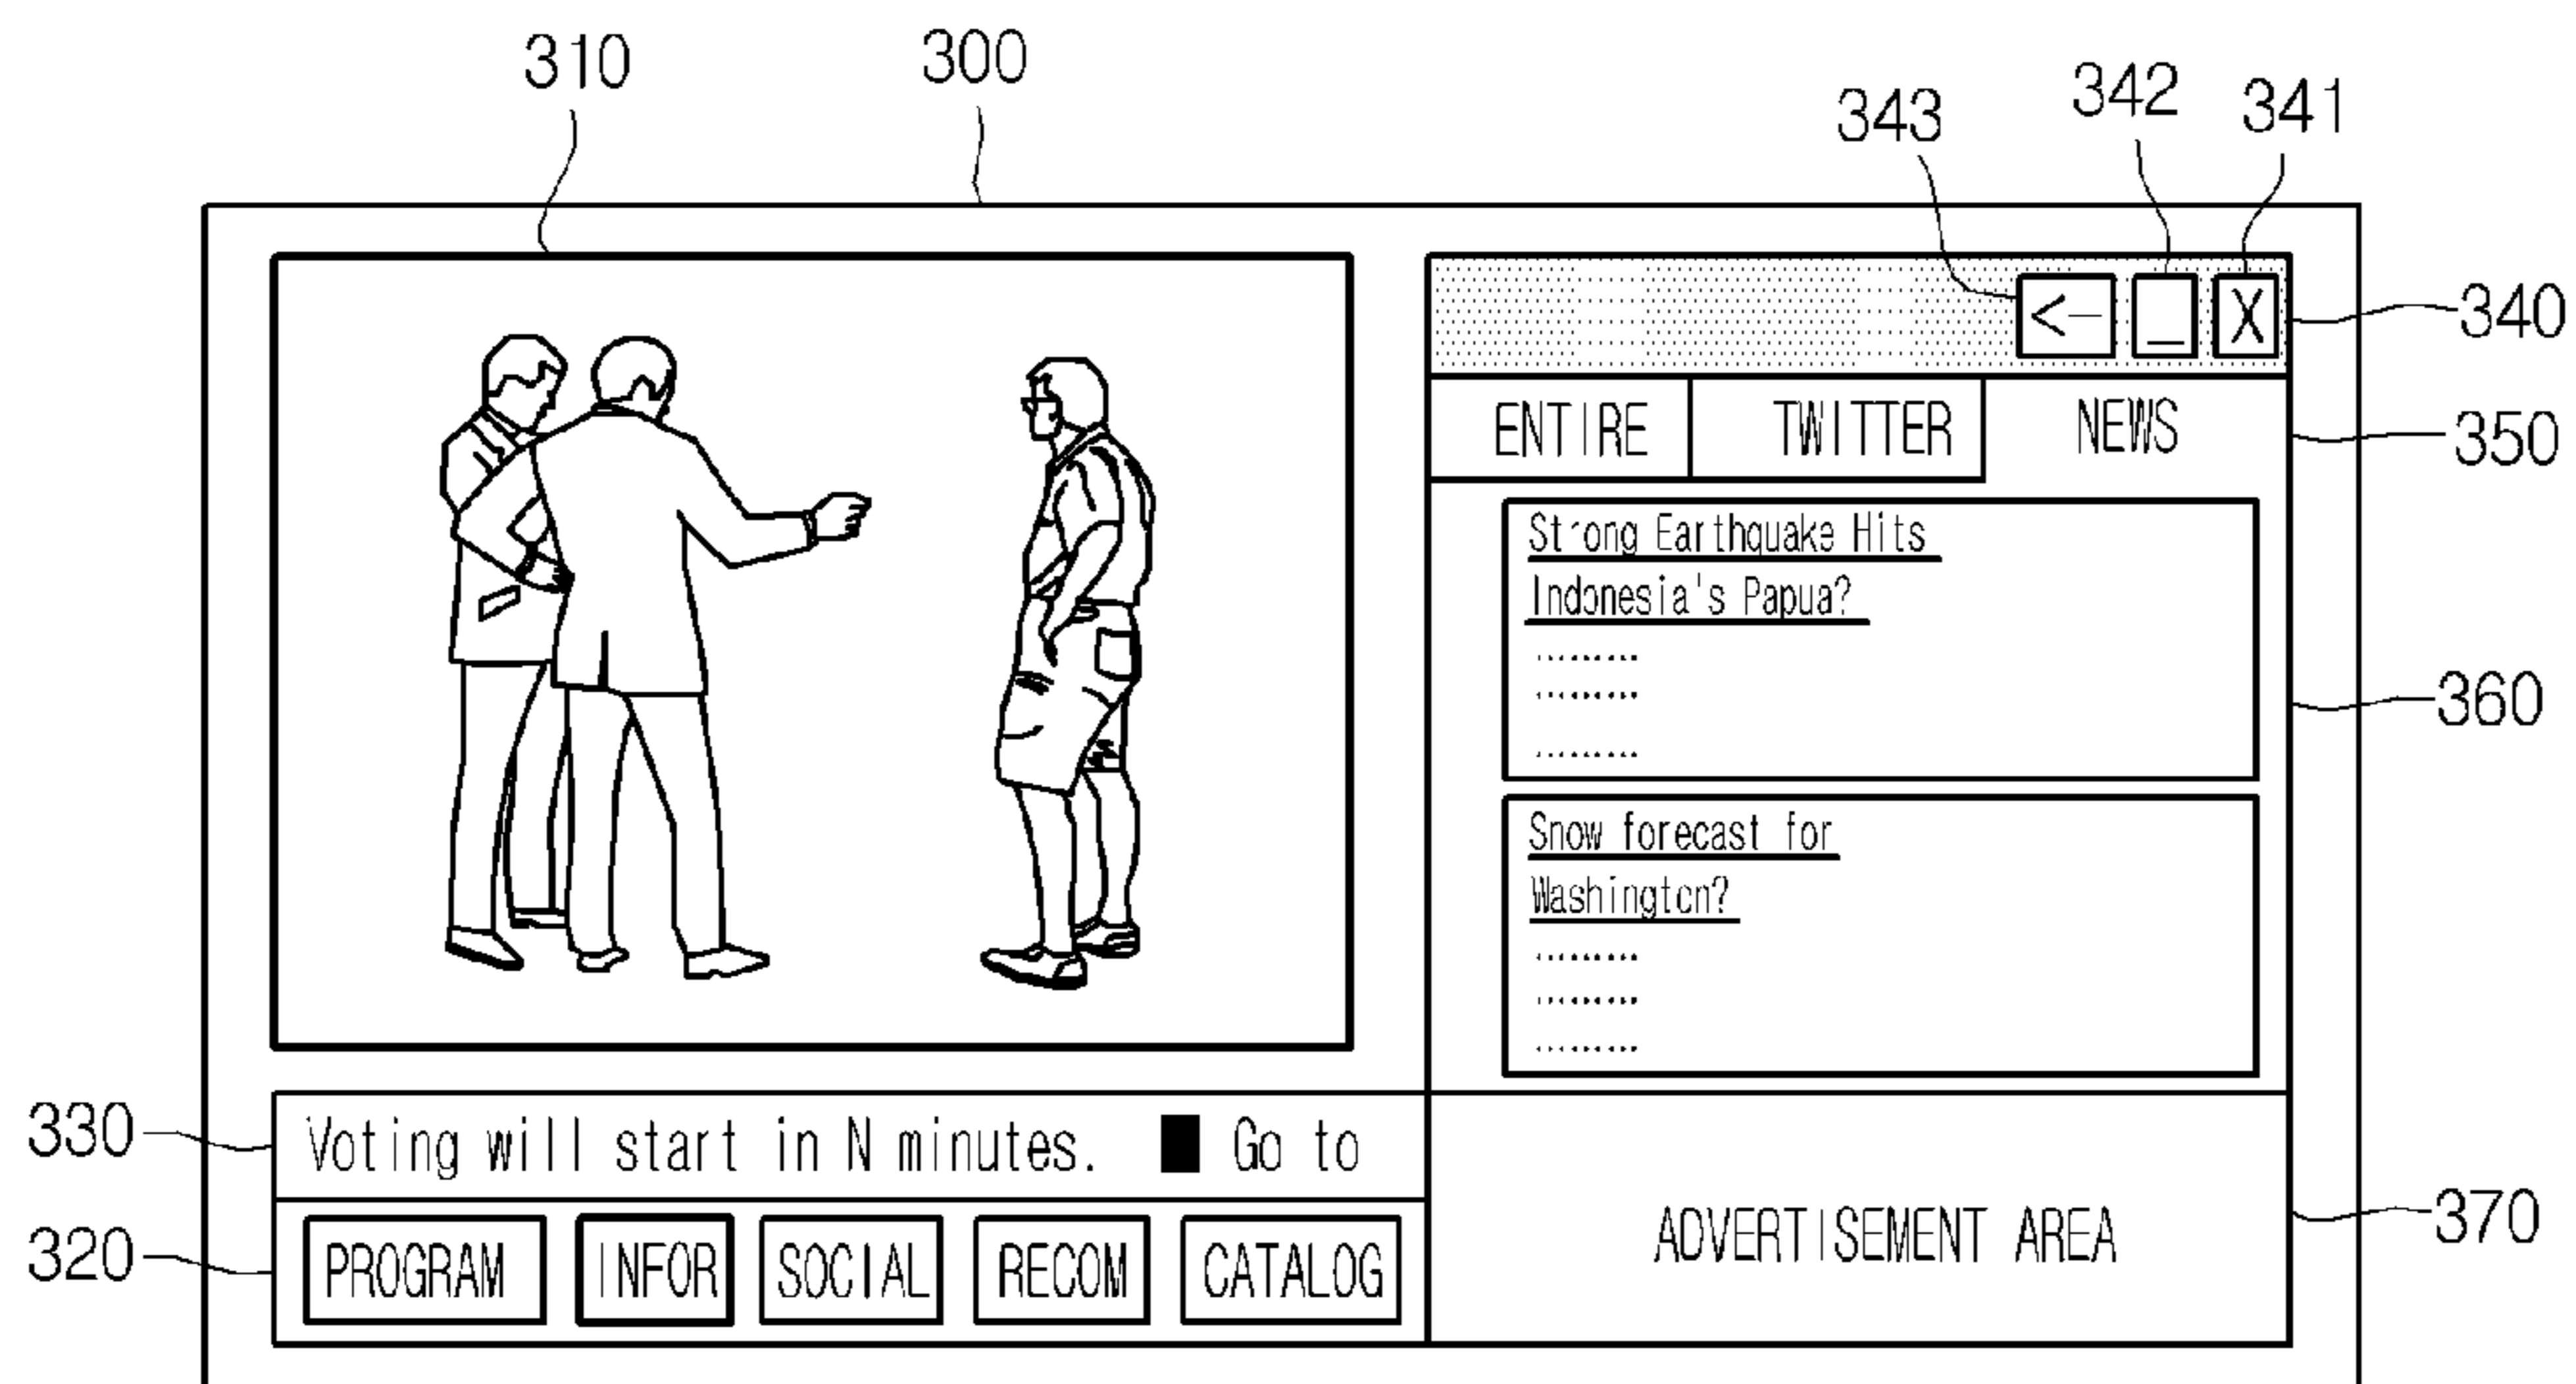 310
300
343
342
341
<-
_
X
340
ENTIRE
TWITTER
NEWS
350
Strong Earthquake Hits
Indonesia's Papua?
........
........
........
360
Snow forecast for
Washington?
........
........
........
330
Voting will start in N minutes. ■ Go to
320
PROGRAM
INFOR
SOCIAL
RECOM
CATALOG
ADVERTISEMENT AREA
370